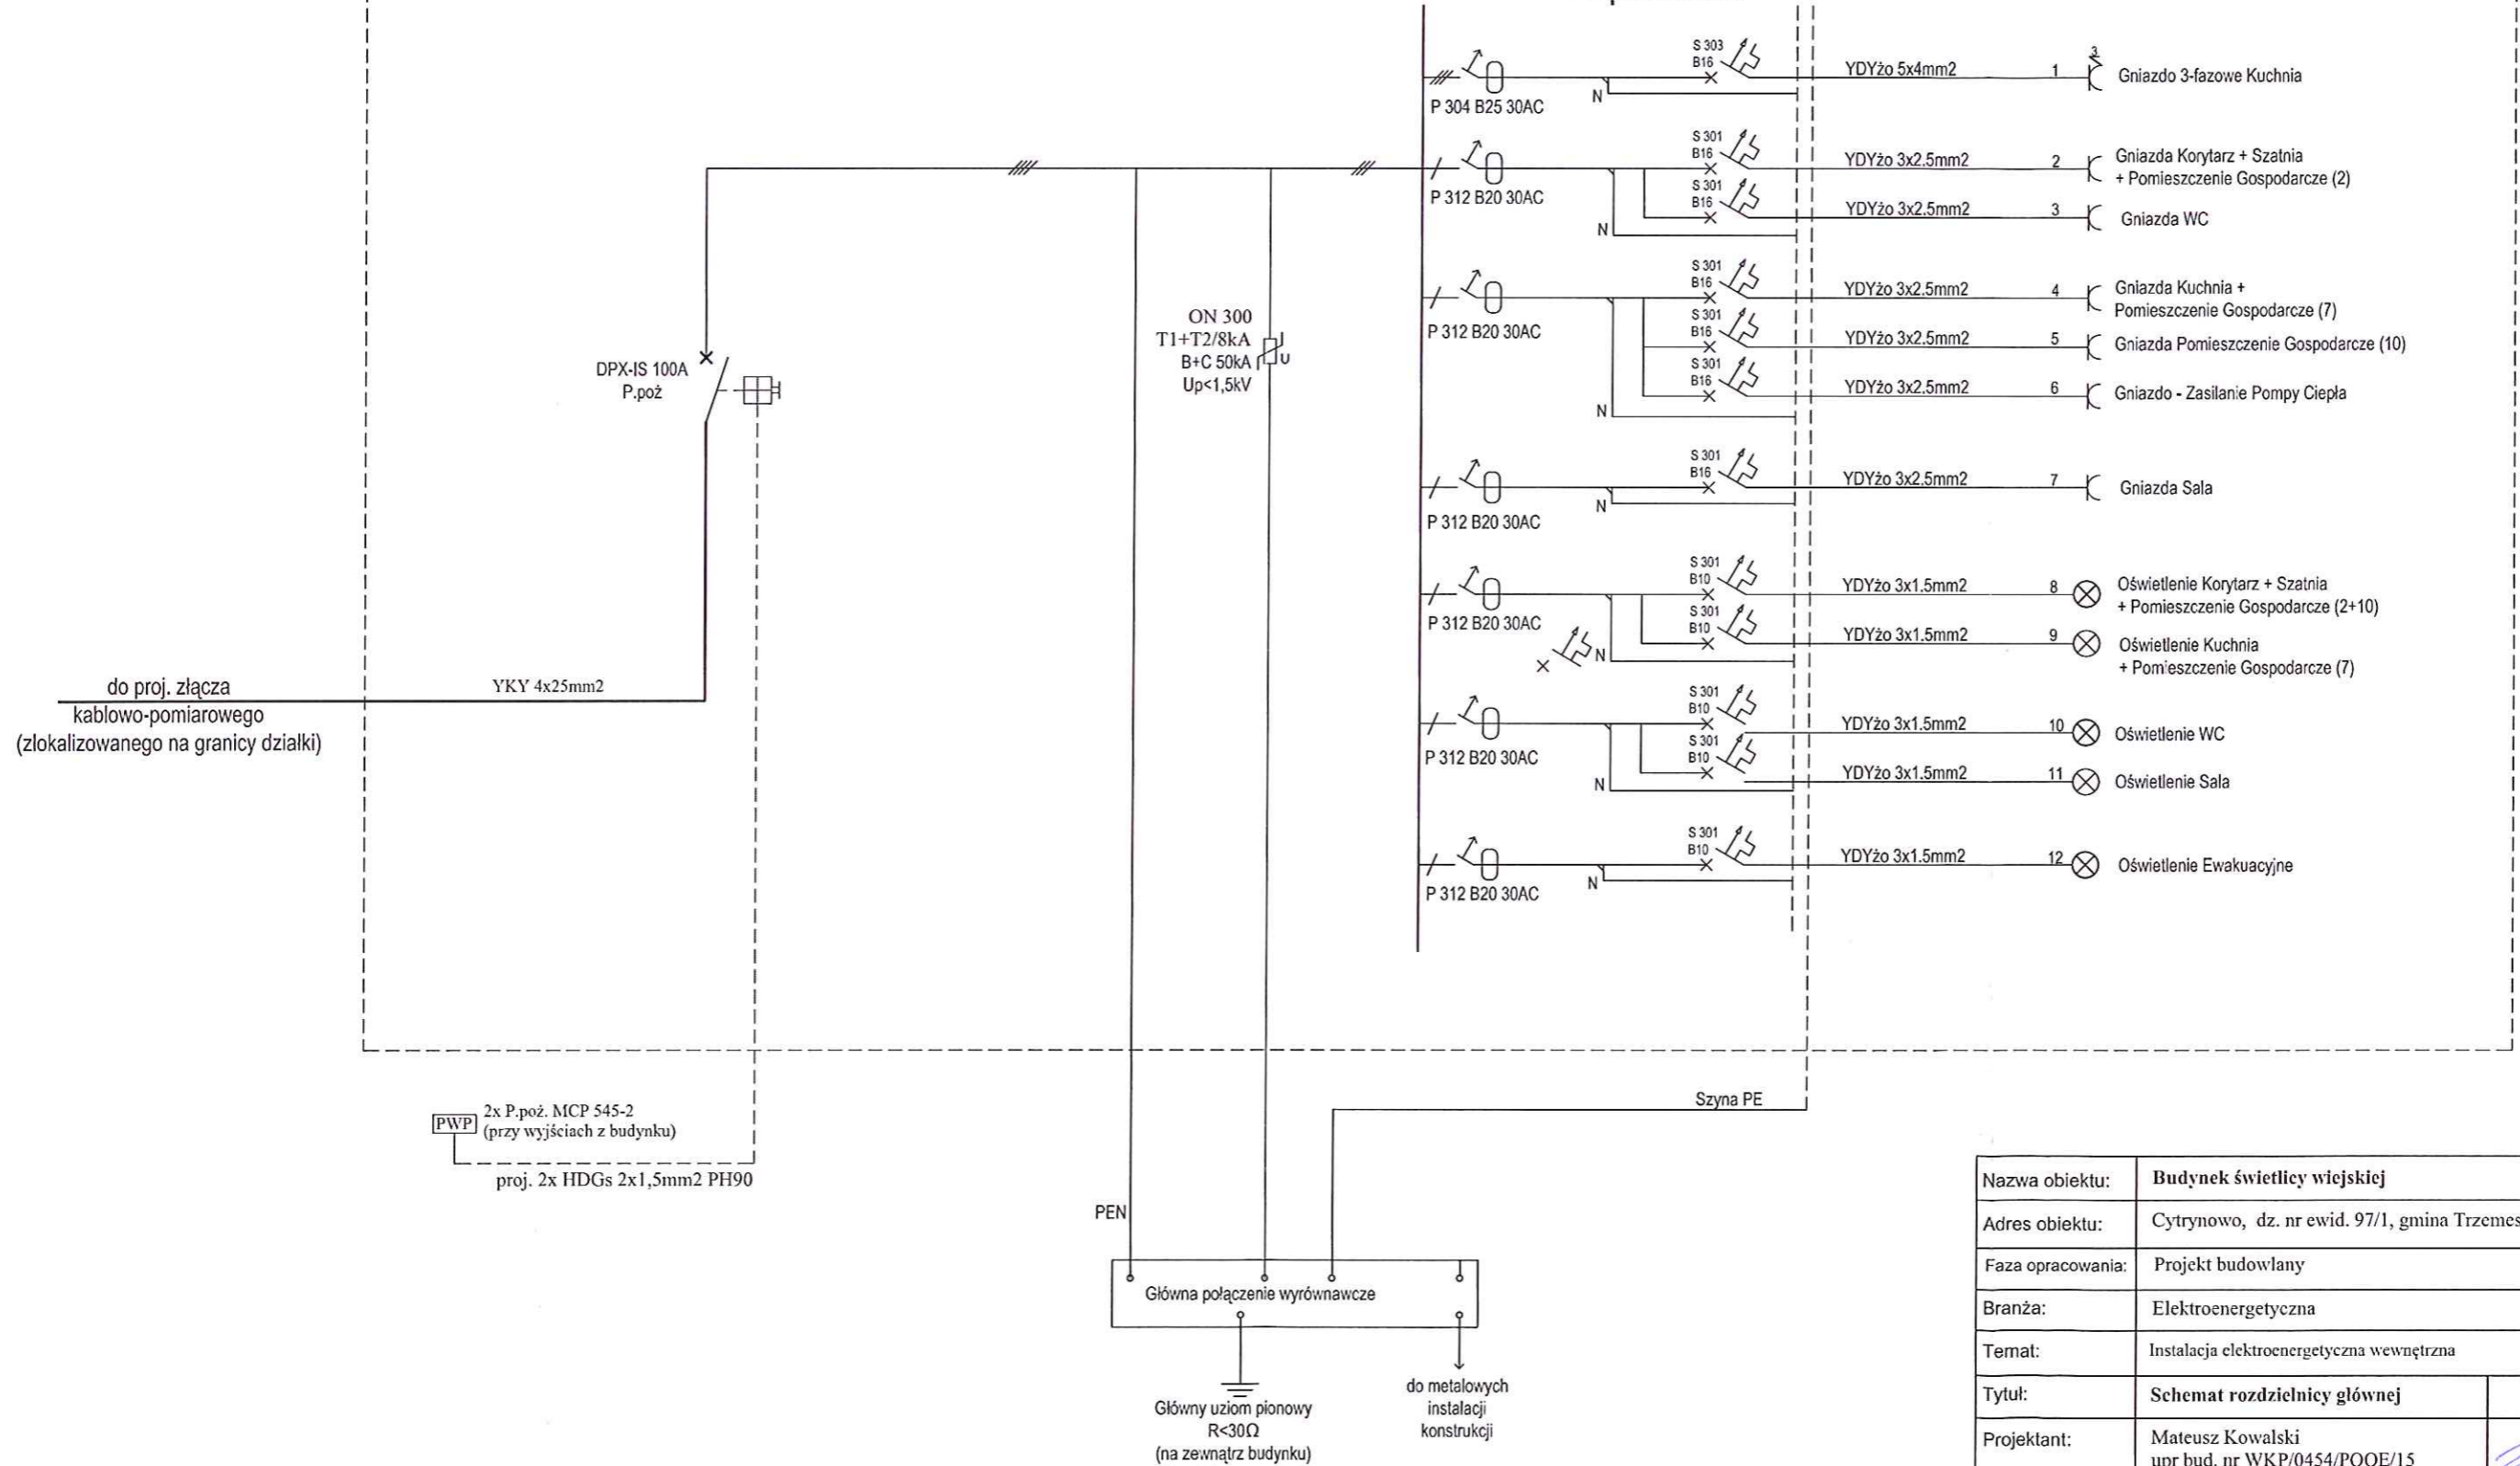 S 303
B16
YDYżo 5x4mm2
1
3
Gniazdo 3-fazowe Kuchnia
P 304 B25 30AC
N
S 301
B16
YDYżo 3x2.5mm2
2
Gniazda Korytarz + Szatnia
+ Pomieszczenie Gospodarcze (2)
P 312 B20 30AC
S 301
B16
YDYżo 3x2.5mm2
3
Gniazda WC
N
S 301
B16
YDYżo 3x2.5mm2
4
Gniazda Kuchnia +
Pomieszczenie Gospodarcze (7)
P 312 B20 30AC
S 301
B16
YDYżo 3x2.5mm2
5
Gniazda Pomieszczenie Gospodarcze (10)
S 301
B16
YDYżo 3x2.5mm2
6
Gniazdo - Zasilanie Pompy Ciepła
N
ON 300
T1+T2/8kA
B+C 50kA
Up<1,5kV
U
DPX-IS 100A
P.poż
S 301
B16
YDYżo 3x2.5mm2
7
Gniazda Sala
N
P 312 B20 30AC
S 301
B10
YDYżo 3x1.5mm2
8
Oświetlenie Korytarz + Szatnia
+ Pomieszczenie Gospodarcze (2+10)
P 312 B20 30AC
S 301
B10
YDYżo 3x1.5mm2
9
Oświetlenie Kuchnia
+ Pomieszczenie Gospodarcze (7)
N
do proj. złącza
kablowo-pomiarowego
(zlokalizowanego na granicy działki)
YKY 4x25mm2
S 301
B10
YDYżo 3x1.5mm2
10
Oświetlenie WC
P 312 B20 30AC
S 301
B10
YDYżo 3x1.5mm2
11
Oświetlenie Sala
N
S 301
B10
YDYżo 3x1.5mm2
12
Oświetlenie Ewakuacyjne
N
P 312 B20 30AC
Szyna PE
PWP
2x P.poż. MCP 545-2
(przy wyjściach z budynku)
proj. 2x HDGs 2x1,5mm2 PH90
PEN
Główna połączenie wyrównawcze
Główny uziom pionowy
R<30Ω
(na zewnątrz budynku)
do metalowych
instalacji
konstrukcji
Nazwa obiektu: Budynek świetlicy wiejskiej
Adres obiektu: Cytrynowo, dz. nr ewid. 97/1, gmina Trzemes
Faza opracowania: Projekt budowlany
Branża: Elektroenergetyczna
Temat: Instalacja elektroenergetyczna wewnętrzna
Tytuł: Schemat rozdzielnicy głównej
Projektant: Mateusz Kowalski
upr bud. nr WKP/0454/POOE/15